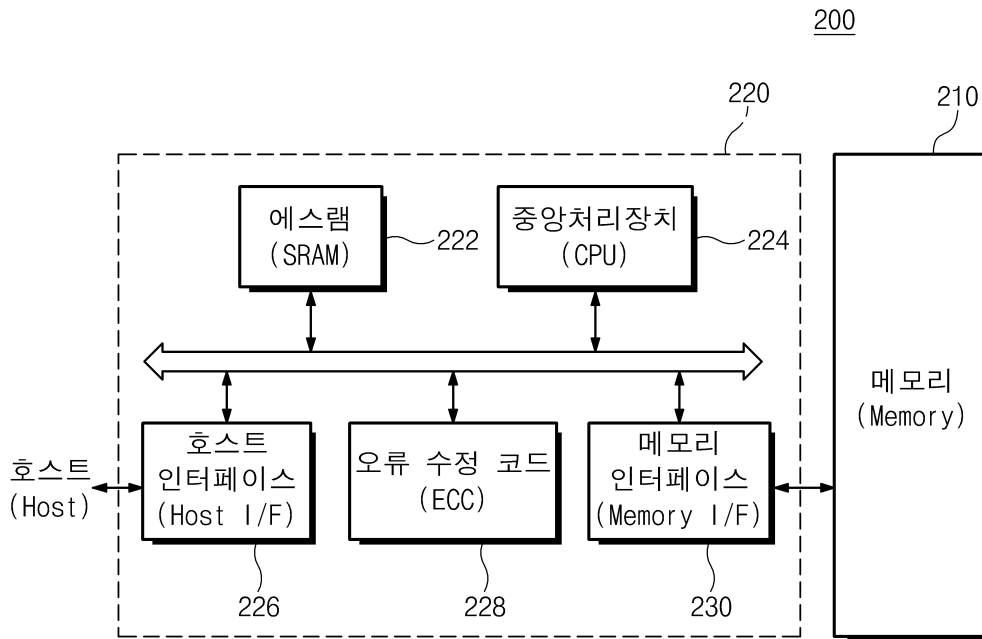 200
220
210
에스램
(SRAM)
222
중앙처리장치
(CPU)
224
메모리
(Memory)
호스트
(Host)
호스트
인터페이스
(Host I/F)
226
오류 수정 코드
(ECC)
228
메모리
인터페이스
(Memory I/F)
230